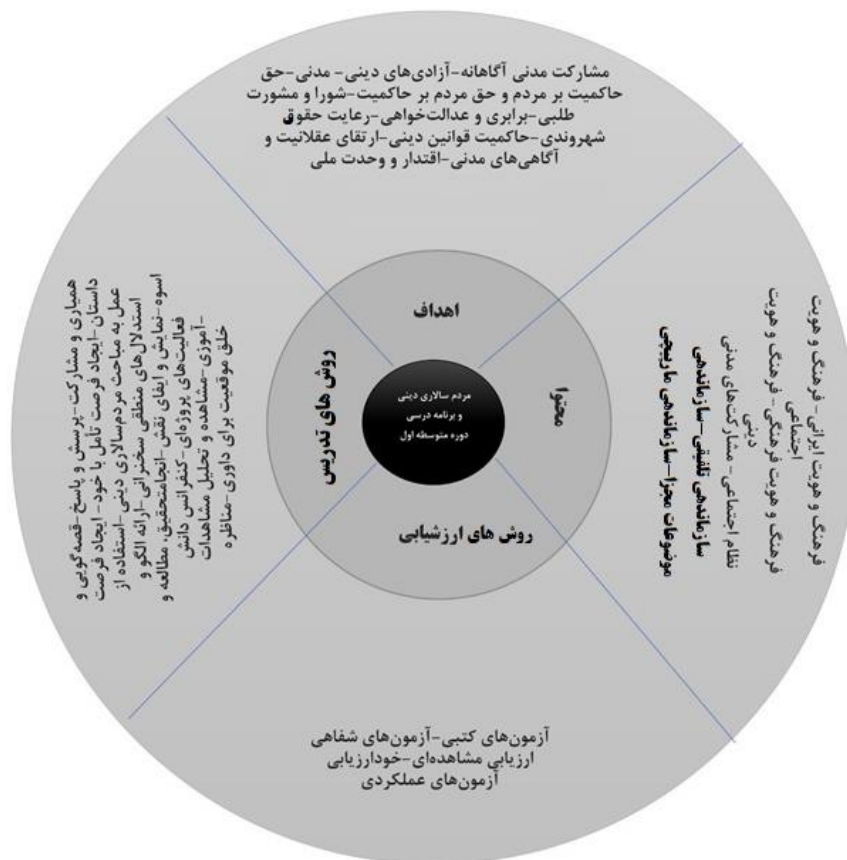 مشارکت مدنی آگاهانه-آزادی‌های دینی- مدنی-حق
حاکمیت بر مردم و حق مردم بر حاکمیت-شورا و مشورت
طلبی-برابری و عدالت‌خواهی-رعایت حقوق
شهروندی-حاکمیت قوانین دینی-ارتقای عقلانیت و
آگاهی‌های مدنی-اقتدار و وحدت ملی
اهداف
فرهنگ و هویت ایرانی- فرهنگ و هویت
اجتماعی
فرهنگ و هویت فرهنگی- فرهنگ و هویت
دینی
نظام اجتماعی- مشارکت‌های مدنی
سازماندهی تلفیقی-سازماندهی
موضوعات مجزا-سازماندهی مارپیچی
محتوا
مردم سالاری دینی
و برنامه درسی
دوره متوسطه اول
روش های تدریس
همیاری و مشارکت-پرسش و پاسخ-قصه‌گویی و
داستان-ایجاد فرصت تأمل با خود- ایجاد فرصت
عمل به مباحث مردم‌سالاری دینی-استفاده از
استدلال‌های منطقی سخنرانی-ارائه الگو و
اسوه-نمایش و ایفای نقش-انجامتحقیق، مطالعه و
فعالیت‌های پروژه‌ای-کنفرانس دانش
-آموزی-مشاهده و تحلیل مشاهدات
خلق موقعیت برای داوری-مناظره
روش های ارزشیابی
آزمون‌های کتبی-آزمون‌های شفاهی
ارزیابی مشاهده‌ای-خودارزیابی
آزمون‌های عملکردی